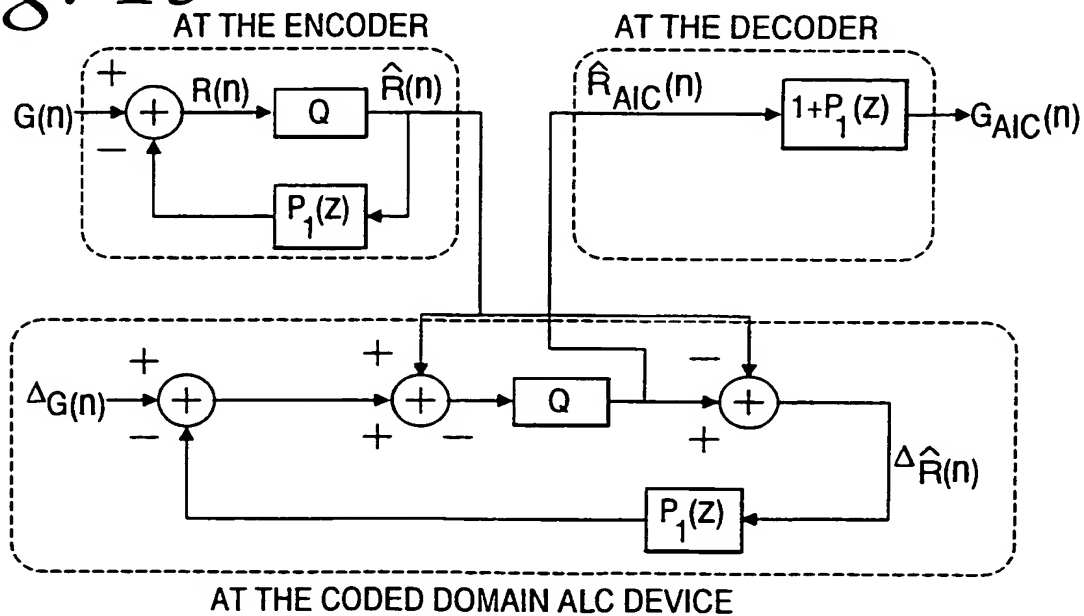 AT THE ENCODER
AT THE DECODER
+
G(n)
+
R(n)
Q
R̂(n)
−
P₁(Z)
R̂AIC(n)
1+P₁(Z)
GAIC(n)
+
ΔG(n)
+
−
+
+
+
−
Q
−
+
+
ΔR̂(n)
P₁(Z)
AT THE CODED DOMAIN ALC DEVICE